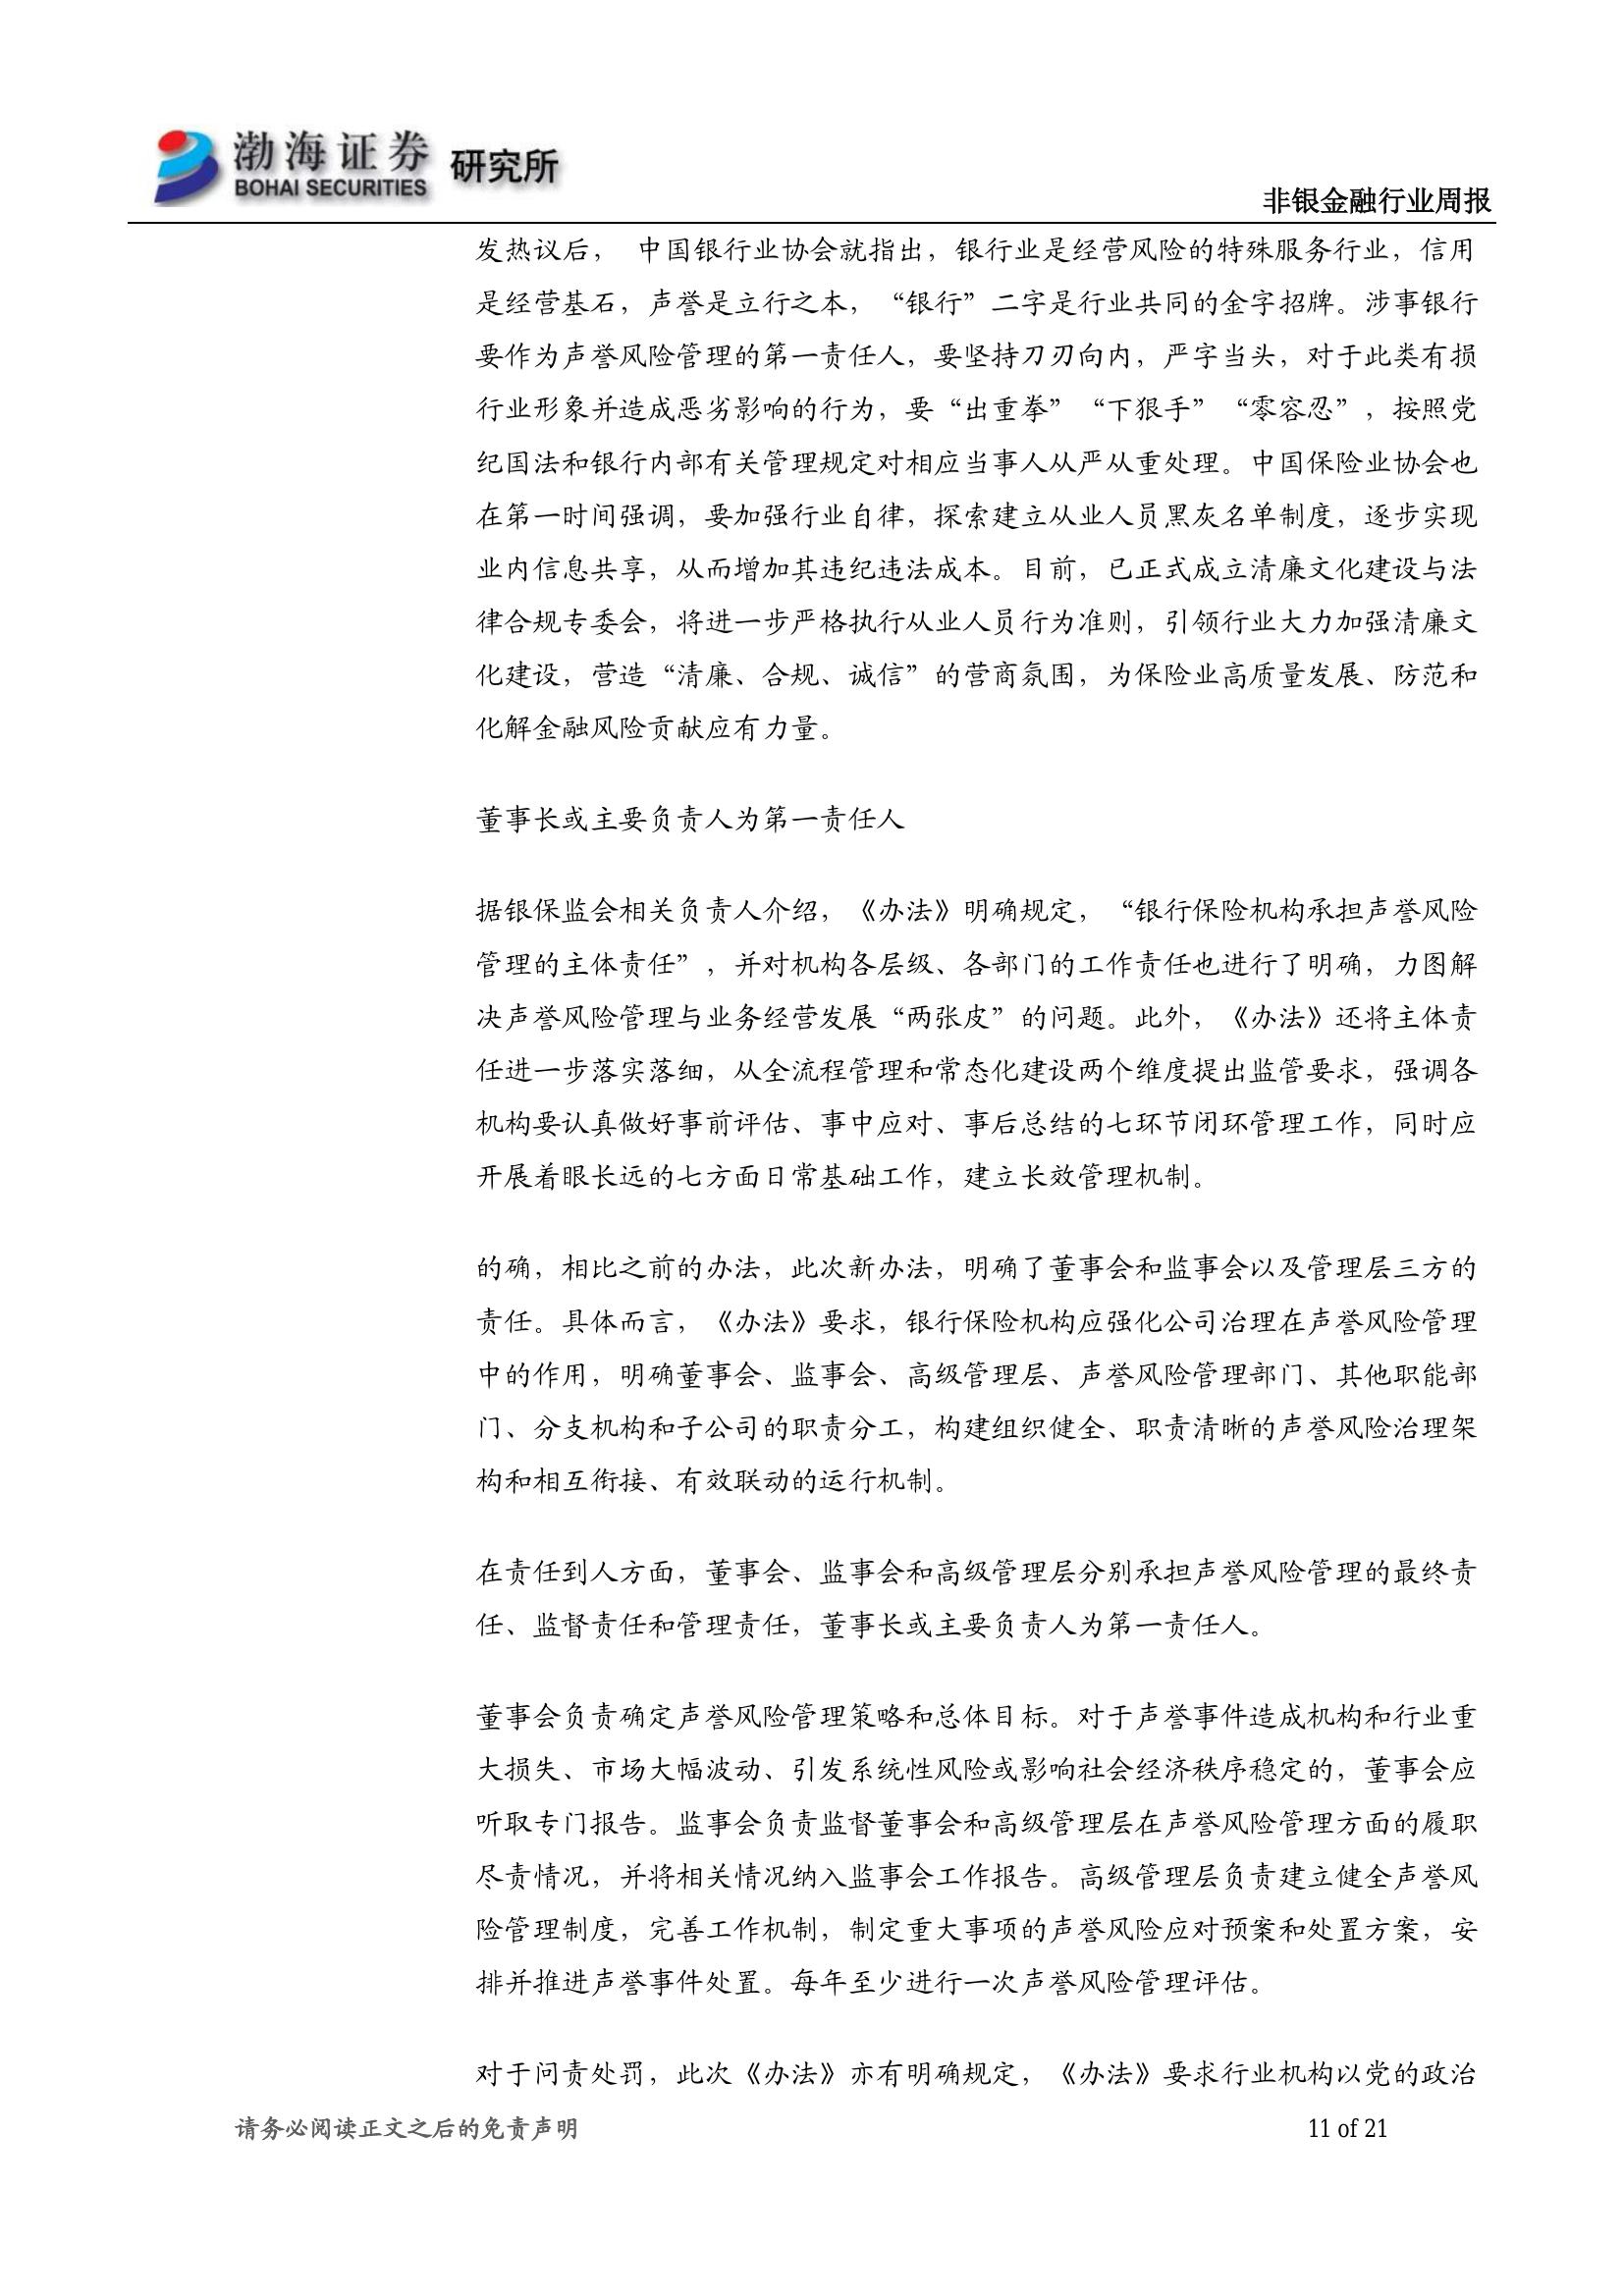 渤海证券
BOHAI SECURITIES
研究所
非银金融行业周报
发热议后， 中国银行业协会就指出，银行业是经营风险的特殊服务行业，信用
是经营基石，声誉是立行之本，“银行”二字是行业共同的金字招牌。涉事银行
要作为声誉风险管理的第一责任人，要坚持刀刃向内，严字当头，对于此类有损
行业形象并造成恶劣影响的行为，要“出重拳”“下狠手”“零容忍”，按照党
纪国法和银行内部有关管理规定对相应当事人从严从重处理。中国保险业协会也
在第一时间强调，要加强行业自律，探索建立从业人员黑灰名单制度，逐步实现
业内信息共享，从而增加其违纪违法成本。目前，已正式成立清廉文化建设与法
律合规专委会，将进一步严格执行从业人员行为准则，引领行业大力加强清廉文
化建设，营造“清廉、合规、诚信”的营商氛围，为保险业高质量发展、防范和
化解金融风险贡献应有力量。
董事长或主要负责人为第一责任人
据银保监会相关负责人介绍，《办法》明确规定，“银行保险机构承担声誉风险
管理的主体责任”，并对机构各层级、各部门的工作责任也进行了明确，力图解
决声誉风险管理与业务经营发展“两张皮”的问题。此外，《办法》还将主体责
任进一步落实落细，从全流程管理和常态化建设两个维度提出监管要求，强调各
机构要认真做好事前评估、事中应对、事后总结的七环节闭环管理工作，同时应
开展着眼长远的七方面日常基础工作，建立长效管理机制。
的确，相比之前的办法，此次新办法，明确了董事会和监事会以及管理层三方的
责任。具体而言，《办法》要求，银行保险机构应强化公司治理在声誉风险管理
中的作用，明确董事会、监事会、高级管理层、声誉风险管理部门、其他职能部
门、分支机构和子公司的职责分工，构建组织健全、职责清晰的声誉风险治理架
构和相互衔接、有效联动的运行机制。
在责任到人方面，董事会、监事会和高级管理层分别承担声誉风险管理的最终责
任、监督责任和管理责任，董事长或主要负责人为第一责任人。
董事会负责确定声誉风险管理策略和总体目标。对于声誉事件造成机构和行业重
大损失、市场大幅波动、引发系统性风险或影响社会经济秩序稳定的，董事会应
听取专门报告。监事会负责监督董事会和高级管理层在声誉风险管理方面的履职
尽责情况，并将相关情况纳入监事会工作报告。高级管理层负责建立健全声誉风
险管理制度，完善工作机制，制定重大事项的声誉风险应对预案和处置方案，安
排并推进声誉事件处置。每年至少进行一次声誉风险管理评估。
对于问责处罚，此次《办法》亦有明确规定，《办法》要求行业机构以党的政治
请务必阅读正文之后的免责声明
11 of 21